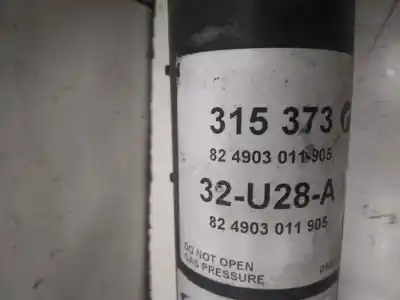 315 373
82 4903 011-905
32-U28-A
82 4903 011 905
DO NOT OPEN
GAS PRESSURE